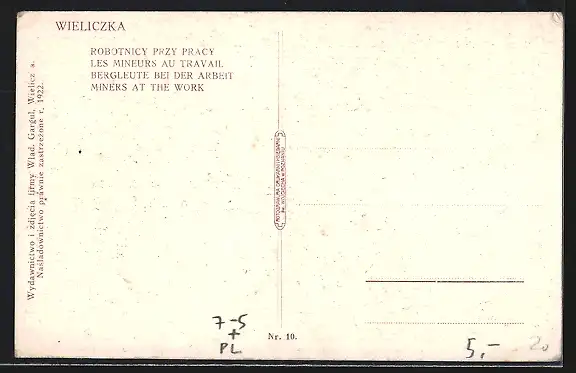 WIELICZKA
ROBOTNICY PRZY PRACY
LES MINEURS AU TRAVAIL
BERGLEUTE BEI DER ARBEIT
MINERS AT THE WORK
Wydawnictwo i zdjęcia firmy Wład. Gargul, Wieliczka.
Naśladownictwo prawnie zastrzeżone r. 1922.
7-5
+
PL
Nr. 10.
5,-
20